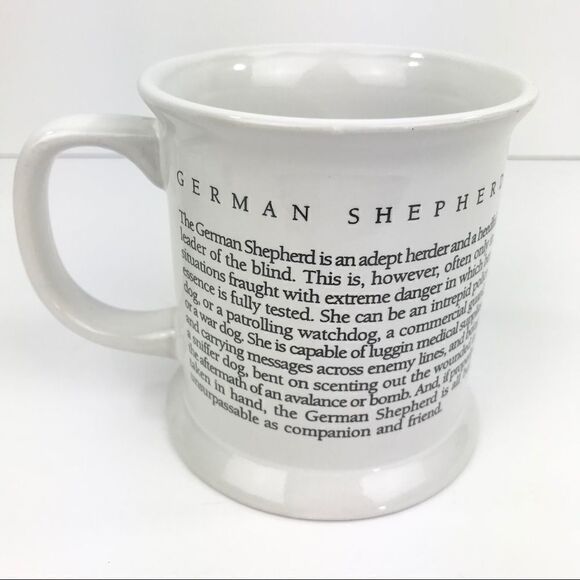 GERMAN SHEPHERD
The German Shepherd is an adept herder and a
leader of the blind. This is, however, often only
situations fraught with extreme danger in which
essence is fully tested. She can be an intrepid
dog, or a patrolling watchdog, a commercial
or a war dog. She is capable of luggin medical
and carrying messages across enemy lines, and
a sniffer dog, bent on scenting out the wounded
the aftermath of an avalance or bomb. And, if
taken in hand, the German Shepherd is all
unsurpassable as companion and friend.